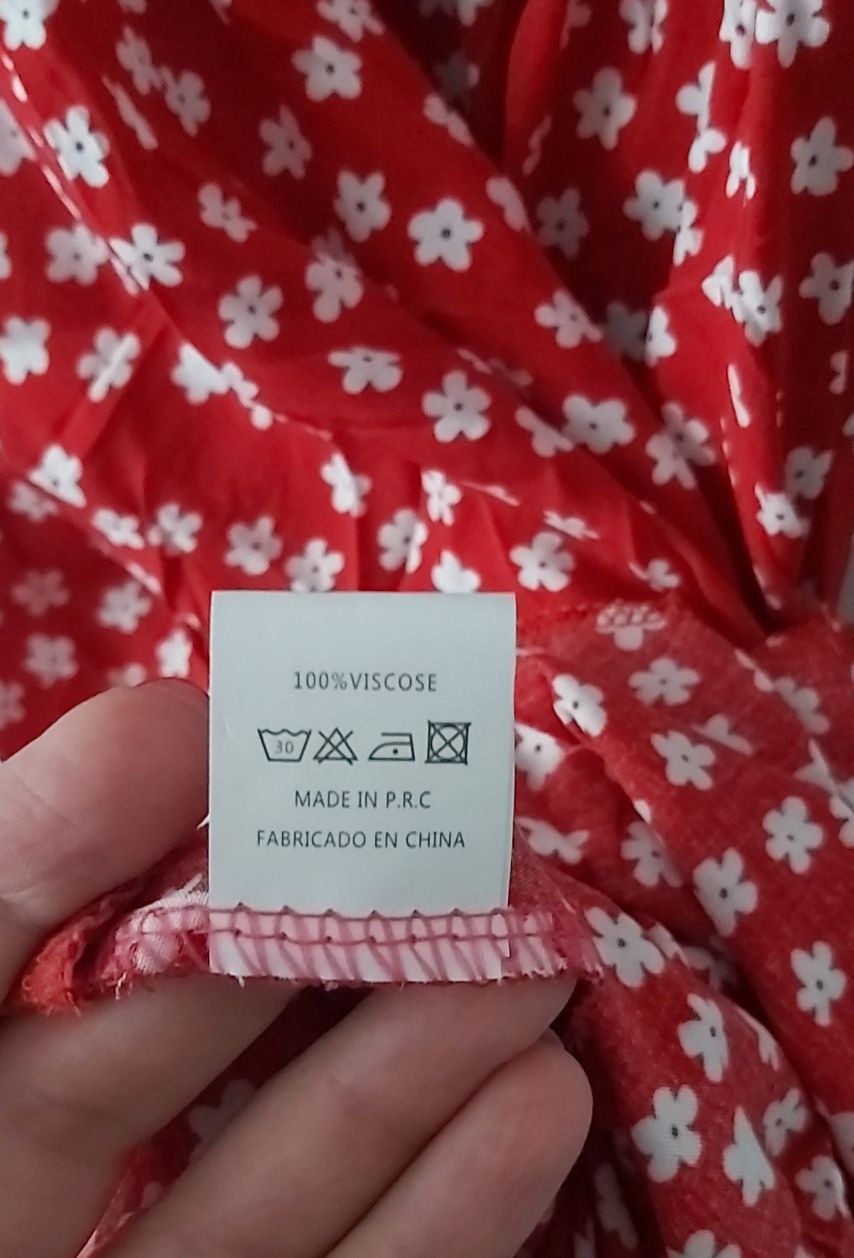 100%VISCOSE
30
MADE IN P.R.C
FABRICADO EN CHINA